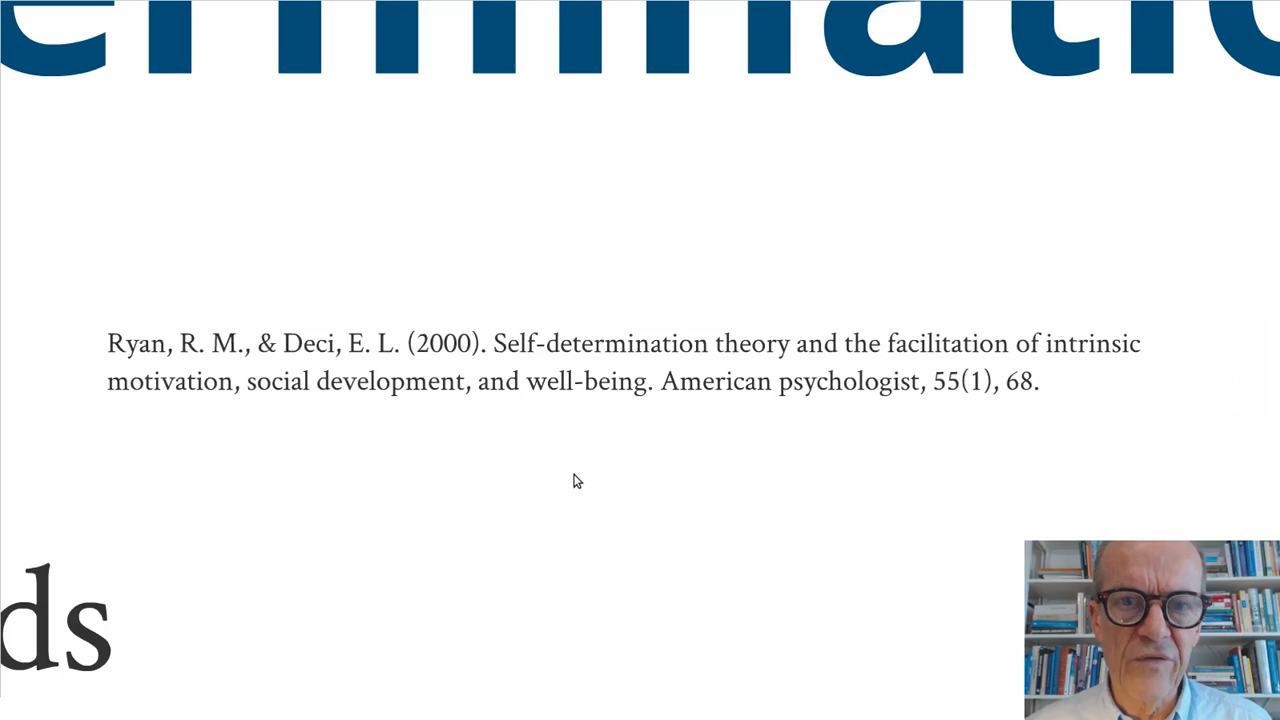 erminatio
Ryan, R. M., & Deci, E. L. (2000). Self-determination theory and the facilitation of intrinsic
motivation, social development, and well-being. American psychologist, 55(1), 68.
ds